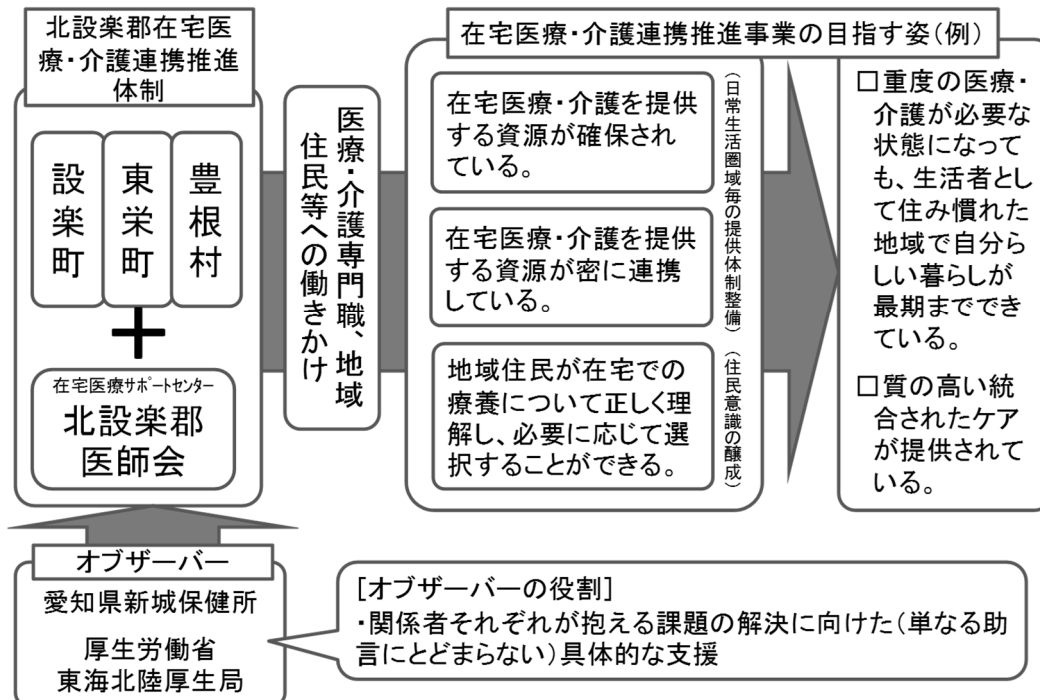 北設楽郡在宅医
療・介護連携推進
体制
設楽町
東栄町
豊根村
＋
在宅医療ｻﾎﾟｰﾄｾﾝﾀｰ
北設楽郡
医師会
医療・介護専門職、地域
住民等への働きかけ
在宅医療・介護連携推進事業の目指す姿（例）
在宅医療・介護を提供
する資源が確保され
ている。
在宅医療・介護を提供
する資源が密に連携
している。
（日常生活圏域毎の提供体制整備）
地域住民が在宅での
療養について正しく理
解し、必要に応じて選
択することができる。
（住民意識の醸成）
□重度の医療・
介護が必要な
状態になって
も、生活者とし
て住み慣れた
地域で自分ら
しい暮らしが
最期までできて
いる。
□質の高い統
合されたケア
が提供されて
いる。
オブザーバー
愛知県新城保健所
厚生労働省
東海北陸厚生局
［オブザーバーの役割］
・関係者それぞれが抱える課題の解決に向けた（単なる助
言にとどまらない）具体的な支援